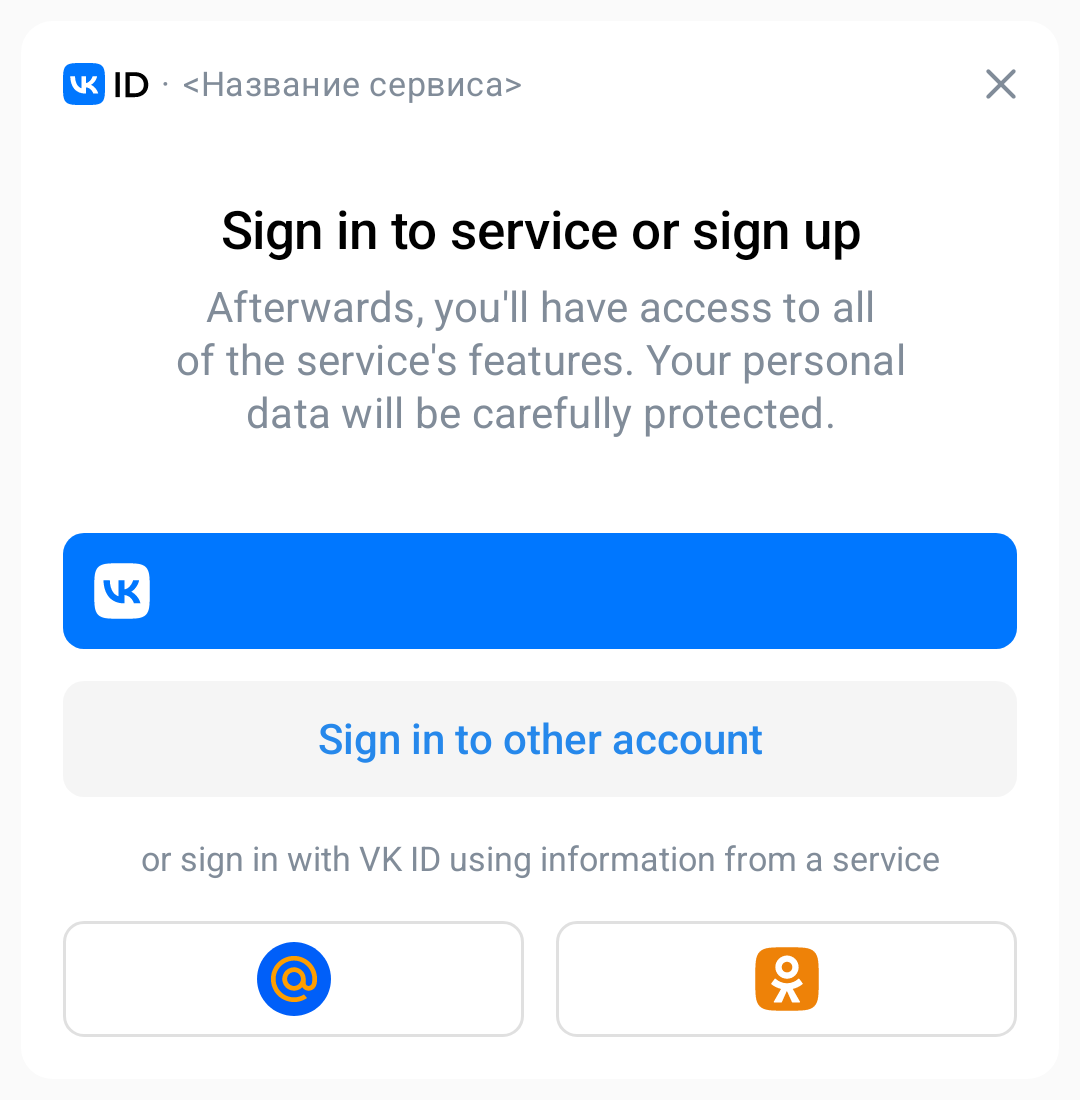 VK ID · <Название сервиса>
Sign in to service or sign up
Afterwards, you'll have access to all
of the service's features. Your personal
data will be carefully protected.
VK
Sign in to other account
or sign in with VK ID using information from a service
@